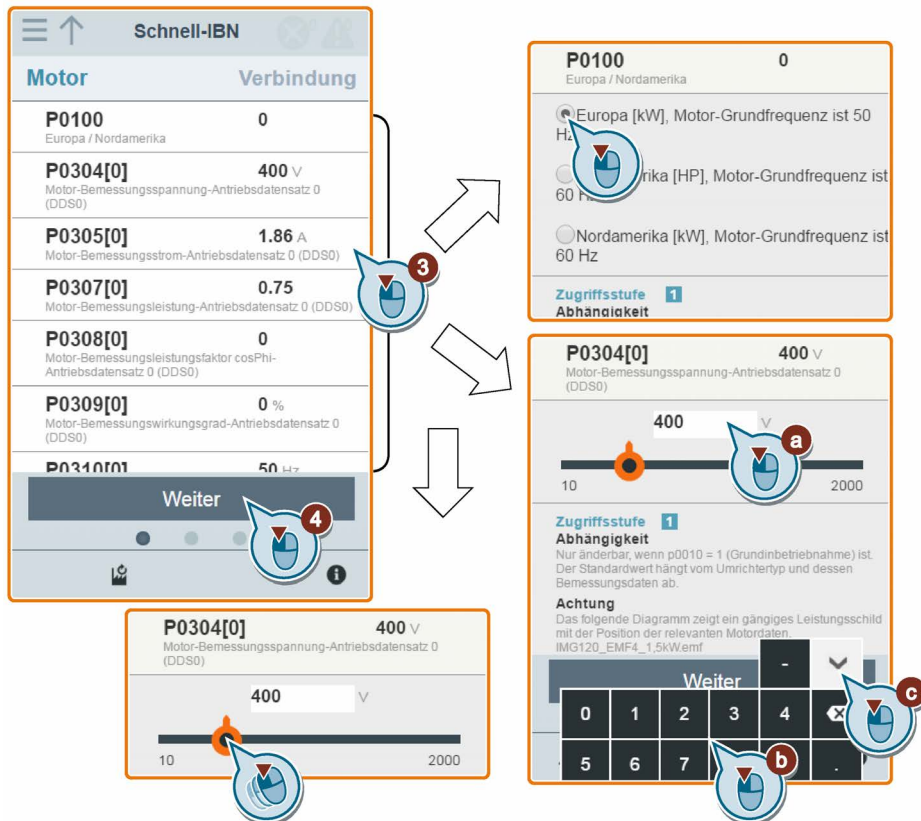 Schnell-IBN
Motor Verbindung
P0100 0
Europa / Nordamerika
P0304[0] 400 V
Motor-Bemessungsspannung-Antriebsdatensatz 0
(DDS0)
P0305[0] 1.86 A
Motor-Bemessungsstrom-Antriebsdatensatz 0 (DDS0)
P0307[0] 0.75
Motor-Bemessungsleistung-Antriebsdatensatz 0 (DDS0)
P0308[0] 0
Motor-Bemessungsleistungsfaktor cosPhi-
Antriebsdatensatz 0 (DDS0)
P0309[0] 0 %
Motor-Bemessungswirkungsgrad-Antriebsdatensatz 0
(DDS0)
P0310[0] 50 Hz
Weiter
3
4
P0100 0
Europa / Nordamerika
Europa [kW], Motor-Grundfrequenz ist 50
Hz
[HP], Motor-Grundfrequenz ist
60 Hz
Nordamerika [kW], Motor-Grundfrequenz ist
60 Hz
Zugriffsstufe 1
Abhängigkeit
P0304[0] 400 V
Motor-Bemessungsspannung-Antriebsdatensatz 0
(DDS0)
400 V
a
10 2000
Zugriffsstufe 1
Abhängigkeit
Nur änderbar, wenn p0010 = 1 (Grundinbetriebnahme) ist.
Der Standardwert hängt vom Umrichtertyp und dessen
Bemessungsdaten ab.
Achtung
Das folgende Diagramm zeigt ein gängiges Leistungsschild
mit der Position der relevanten Motordaten.
IMG120_EMF4_1,5kW.emf
Weiter -
c
0 1 2 3 4
5 6 7 .
b
P0304[0] 400 V
Motor-Bemessungsspannung-Antriebsdatensatz 0
(DDS0)
400 V
10 2000